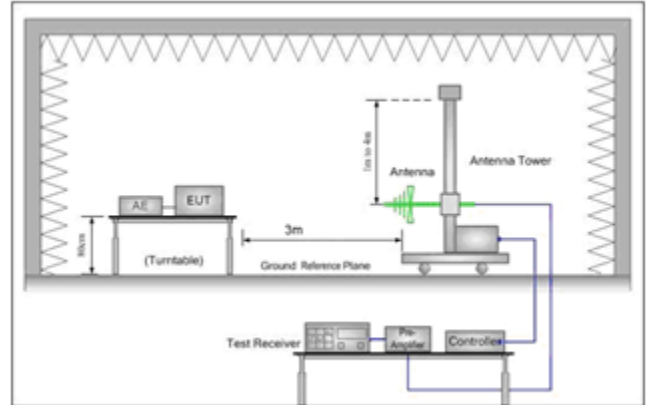 1m to 4m
Antenna
Antenna Tower
AE
EUT
80cm
3m
(Turntable)
Ground Reference Plane
Test Receiver
Pre-
Amplifier
Controller